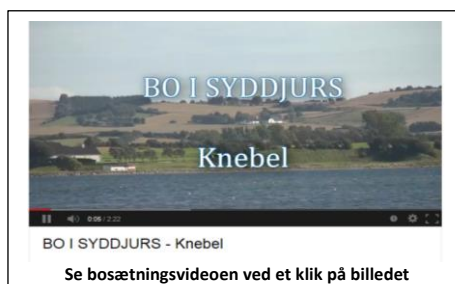 BO I SYDDJURS
Knebel
0:05 / 2:22
BO I SYDDJURS - Knebel
Se bosætningsvideoen ved et klik på billedet